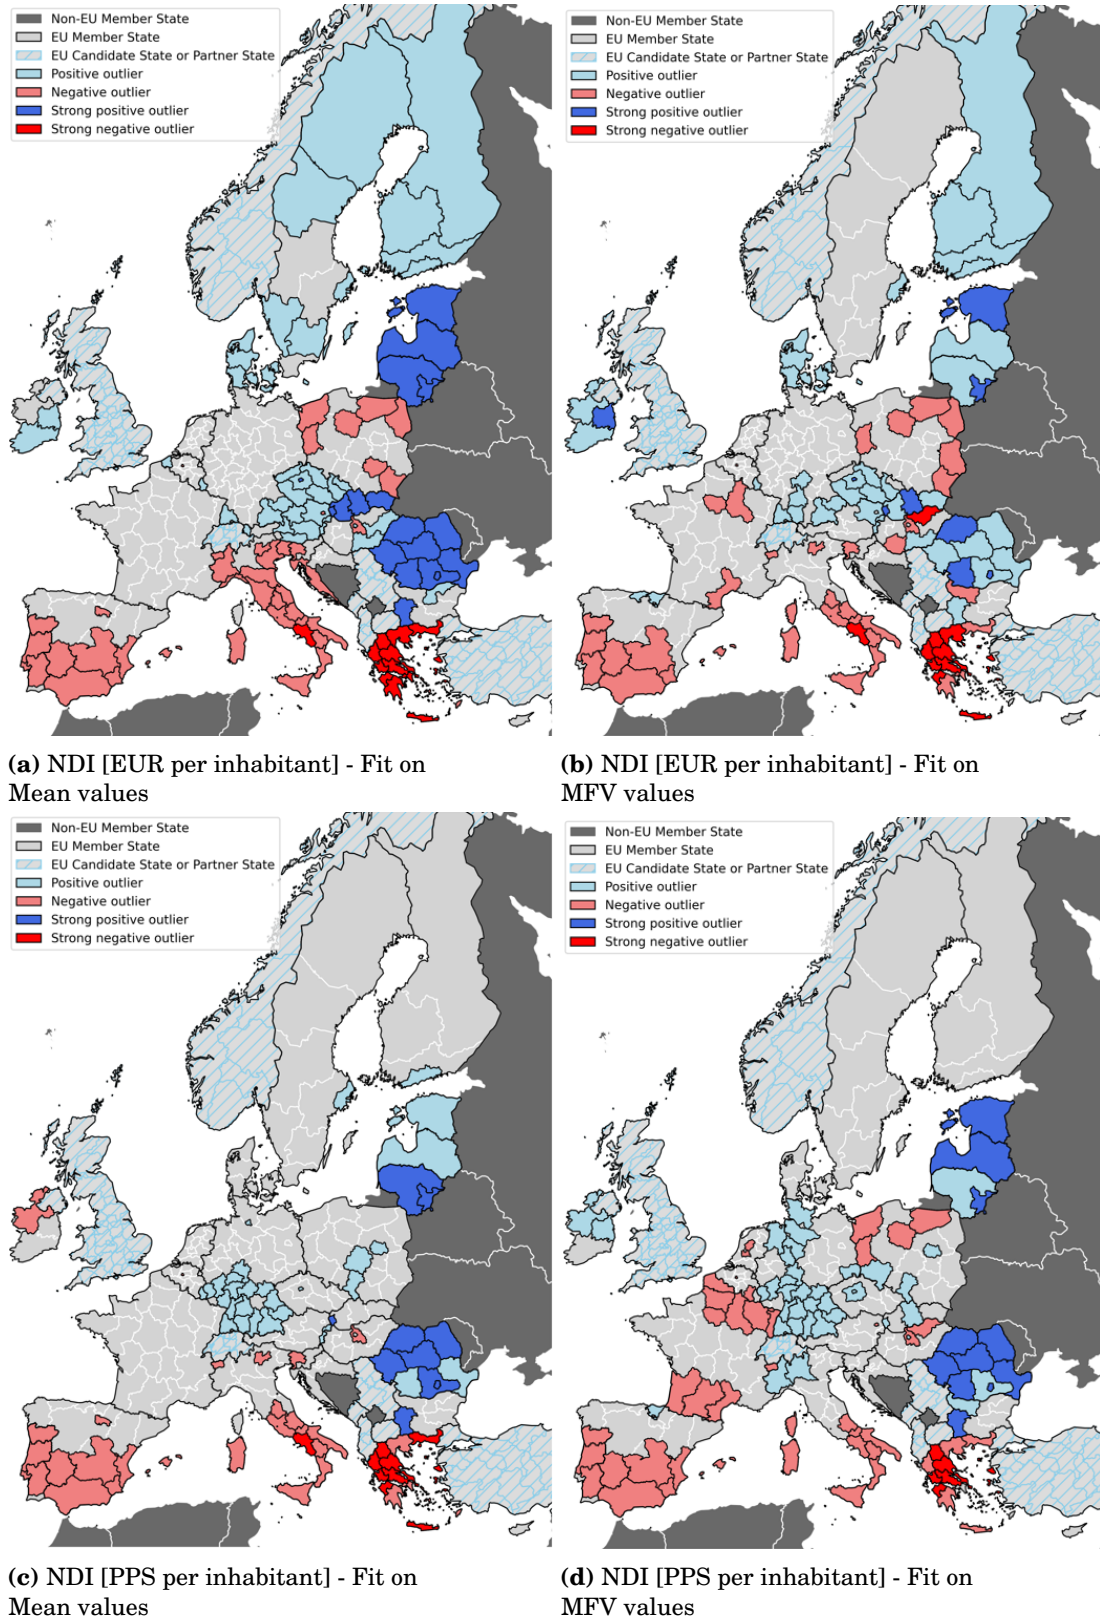 Non-EU Member State
EU Member State
EU Candidate State or Partner State
Positive outlier
Negative outlier
Strong positive outlier
Strong negative outlier
Non-EU Member State
EU Member State
EU Candidate State or Partner State
Positive outlier
Negative outlier
Strong positive outlier
Strong negative outlier
(a) NDI [EUR per inhabitant] - Fit on
Mean values
(b) NDI [EUR per inhabitant] - Fit on
MFV values
Non-EU Member State
EU Member State
EU Candidate State or Partner State
Positive outlier
Negative outlier
Strong positive outlier
Strong negative outlier
Non-EU Member State
EU Member State
EU Candidate State or Partner State
Positive outlier
Negative outlier
Strong positive outlier
Strong negative outlier
(c) NDI [PPS per inhabitant] - Fit on
Mean values
(d) NDI [PPS per inhabitant] - Fit on
MFV values